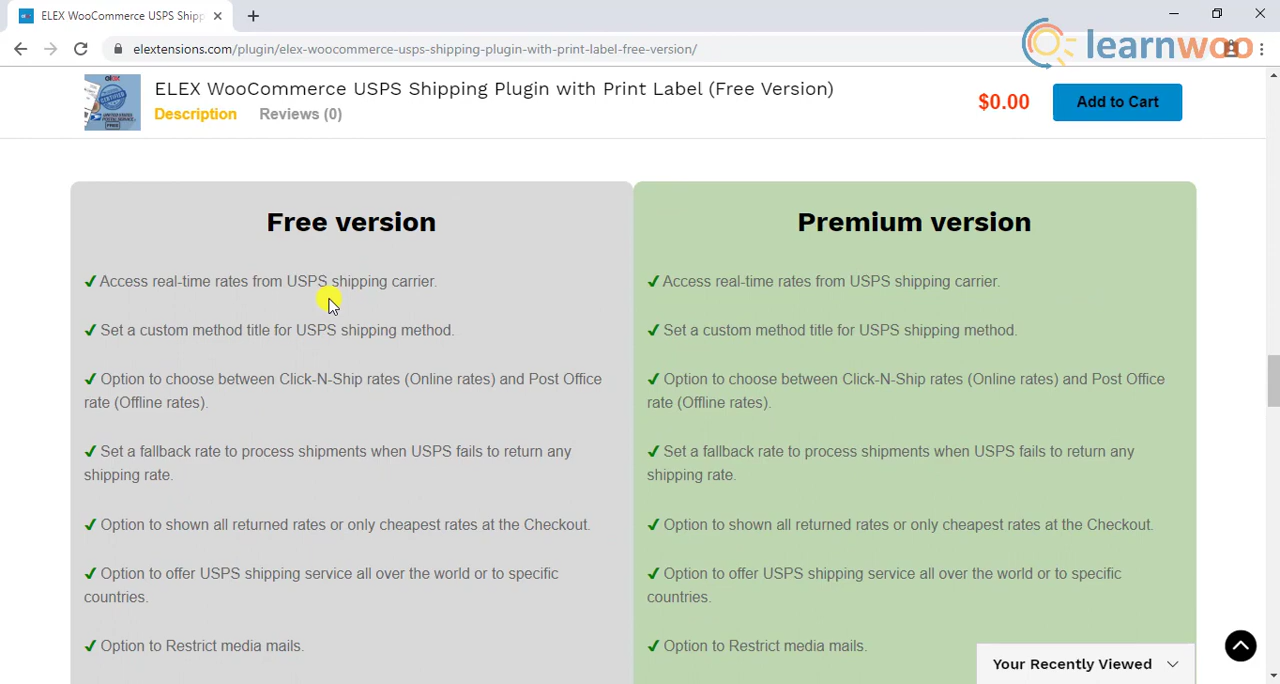 ELEX WooCommerce USPS Shipp
elextensions.com/plugin/elex-woocommerce-usps-shipping-plugin-with-print-label-free-version/
learnwoo
ELEX WooCommerce USPS Shipping Plugin with Print Label (Free Version)
Description Reviews (0)
$0.00
Add to Cart
Free version
✔ Access real-time rates from USPS shipping carrier.
✔ Set a custom method title for USPS shipping method.
✔ Option to choose between Click-N-Ship rates (Online rates) and Post Office
rate (Offline rates).
✔ Set a fallback rate to process shipments when USPS fails to return any
shipping rate.
✔ Option to shown all returned rates or only cheapest rates at the Checkout.
✔ Option to offer USPS shipping service all over the world or to specific
countries.
✔ Option to Restrict media mails.
Premium version
✔ Access real-time rates from USPS shipping carrier.
✔ Set a custom method title for USPS shipping method.
✔ Option to choose between Click-N-Ship rates (Online rates) and Post Office
rate (Offline rates).
✔ Set a fallback rate to process shipments when USPS fails to return any
shipping rate.
✔ Option to shown all returned rates or only cheapest rates at the Checkout.
✔ Option to offer USPS shipping service all over the world or to specific
countries.
✔ Option to Restrict media mails.
Your Recently Viewed